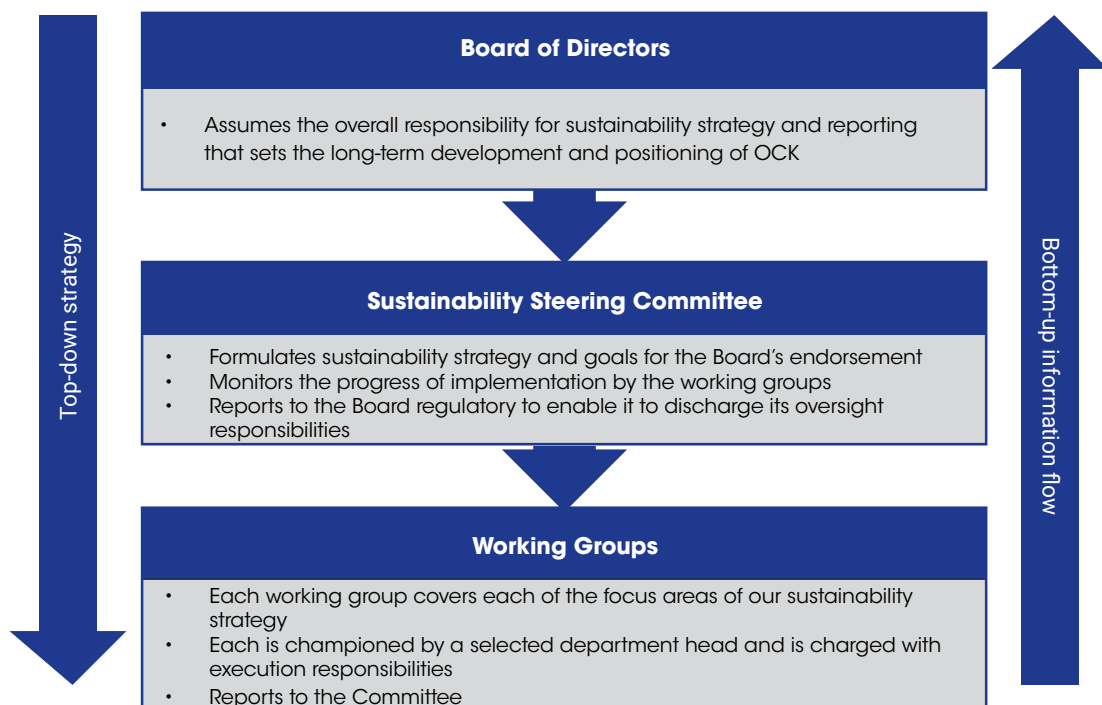 Board of Directors
• Assumes the overall responsibility for sustainability strategy and reporting
that sets the long-term development and positioning of OCK
Top-down strategy
Bottom-up information flow
Sustainability Steering Committee
• Formulates sustainability strategy and goals for the Board's endorsement
• Monitors the progress of implementation by the working groups
• Reports to the Board regulatory to enable it to discharge its oversight
responsibilities
Working Groups
• Each working group covers each of the focus areas of our sustainability
strategy
• Each is championed by a selected department head and is charged with
execution responsibilities
• Reports to the Committee